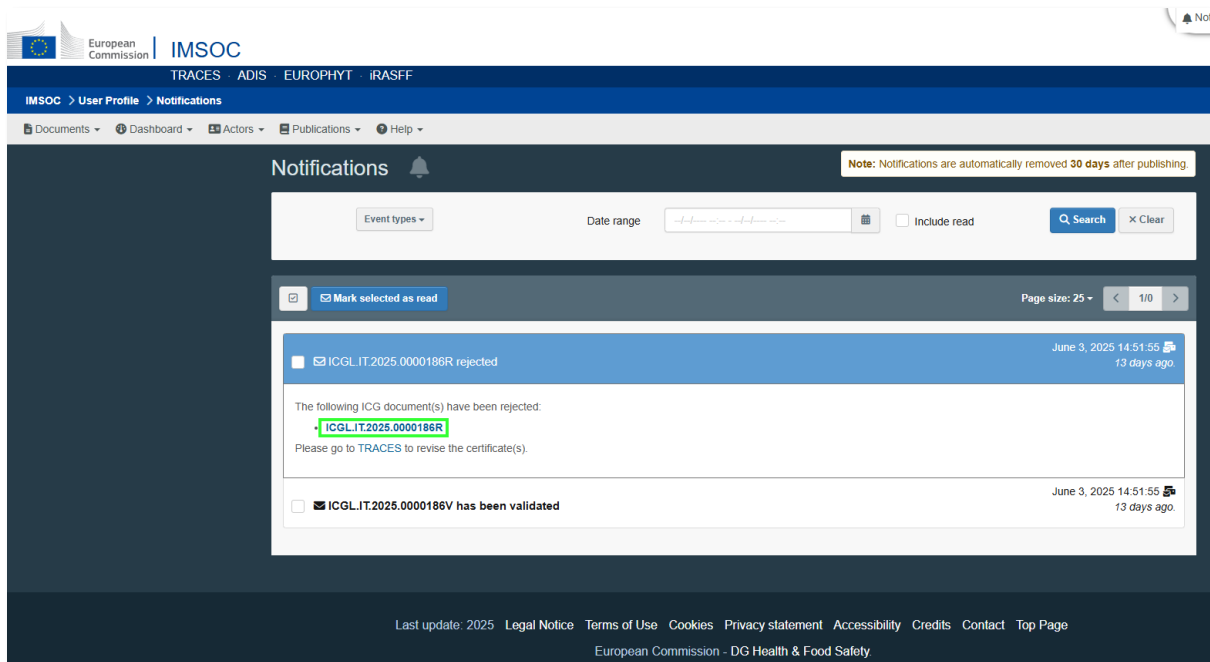 Not
European
Commission
IMSOC
TRACES · ADIS · EUROPHYT · iRASFF
IMSOC > User Profile > Notifications
Documents Dashboard Actors Publications Help
Notifications
Note: Notifications are automatically removed 30 days after publishing.
Event types Date range --/--/---- --:-- - --/--/---- --:-- Include read Search × Clear
Mark selected as read Page size: 25 < 1/0 >
ICGL.IT.2025.0000186R rejected June 3, 2025 14:51:55
13 days ago.
The following ICG document(s) have been rejected:
• ICGL.IT.2025.0000186R
Please go to TRACES to revise the certificate(s).
ICGL.IT.2025.0000186V has been validated June 3, 2025 14:51:55
13 days ago.
Last update: 2025 Legal Notice Terms of Use Cookies Privacy statement Accessibility Credits Contact Top Page
European Commission - DG Health & Food Safety.